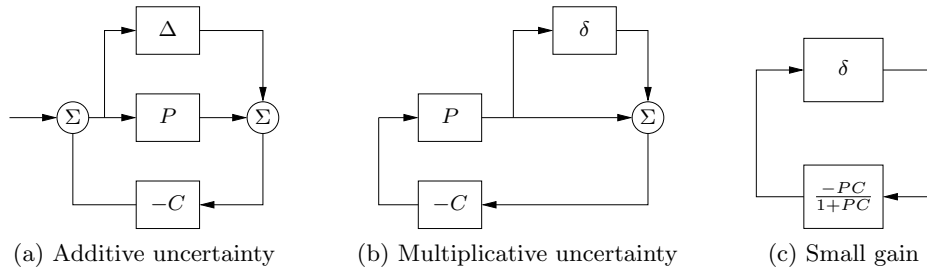 Δ
Σ
P
Σ
−C
(a) Additive uncertainty
δ
P
Σ
−C
(b) Multiplicative uncertainty
δ
−PC
1+PC
(c) Small gain